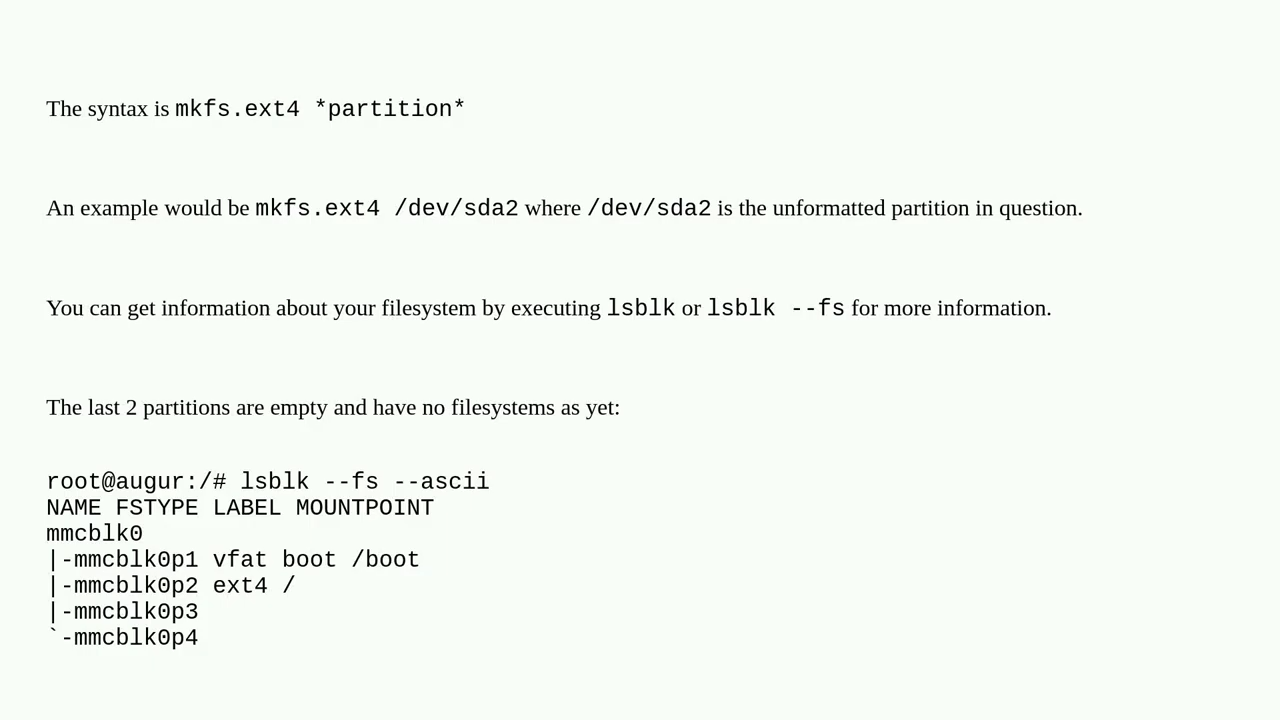 The syntax is mkfs.ext4 *partition*
An example would be mkfs.ext4 /dev/sda2 where /dev/sda2 is the unformatted partition in question.
You can get information about your filesystem by executing lsblk or lsblk --fs for more information.
The last 2 partitions are empty and have no filesystems as yet:
root@augur:/# lsblk --fs --ascii
NAME FSTYPE LABEL MOUNTPOINT
mmcblk0
|-mmcblk0p1 vfat boot /boot
|-mmcblk0p2 ext4 /
|-mmcblk0p3
`-mmcblk0p4